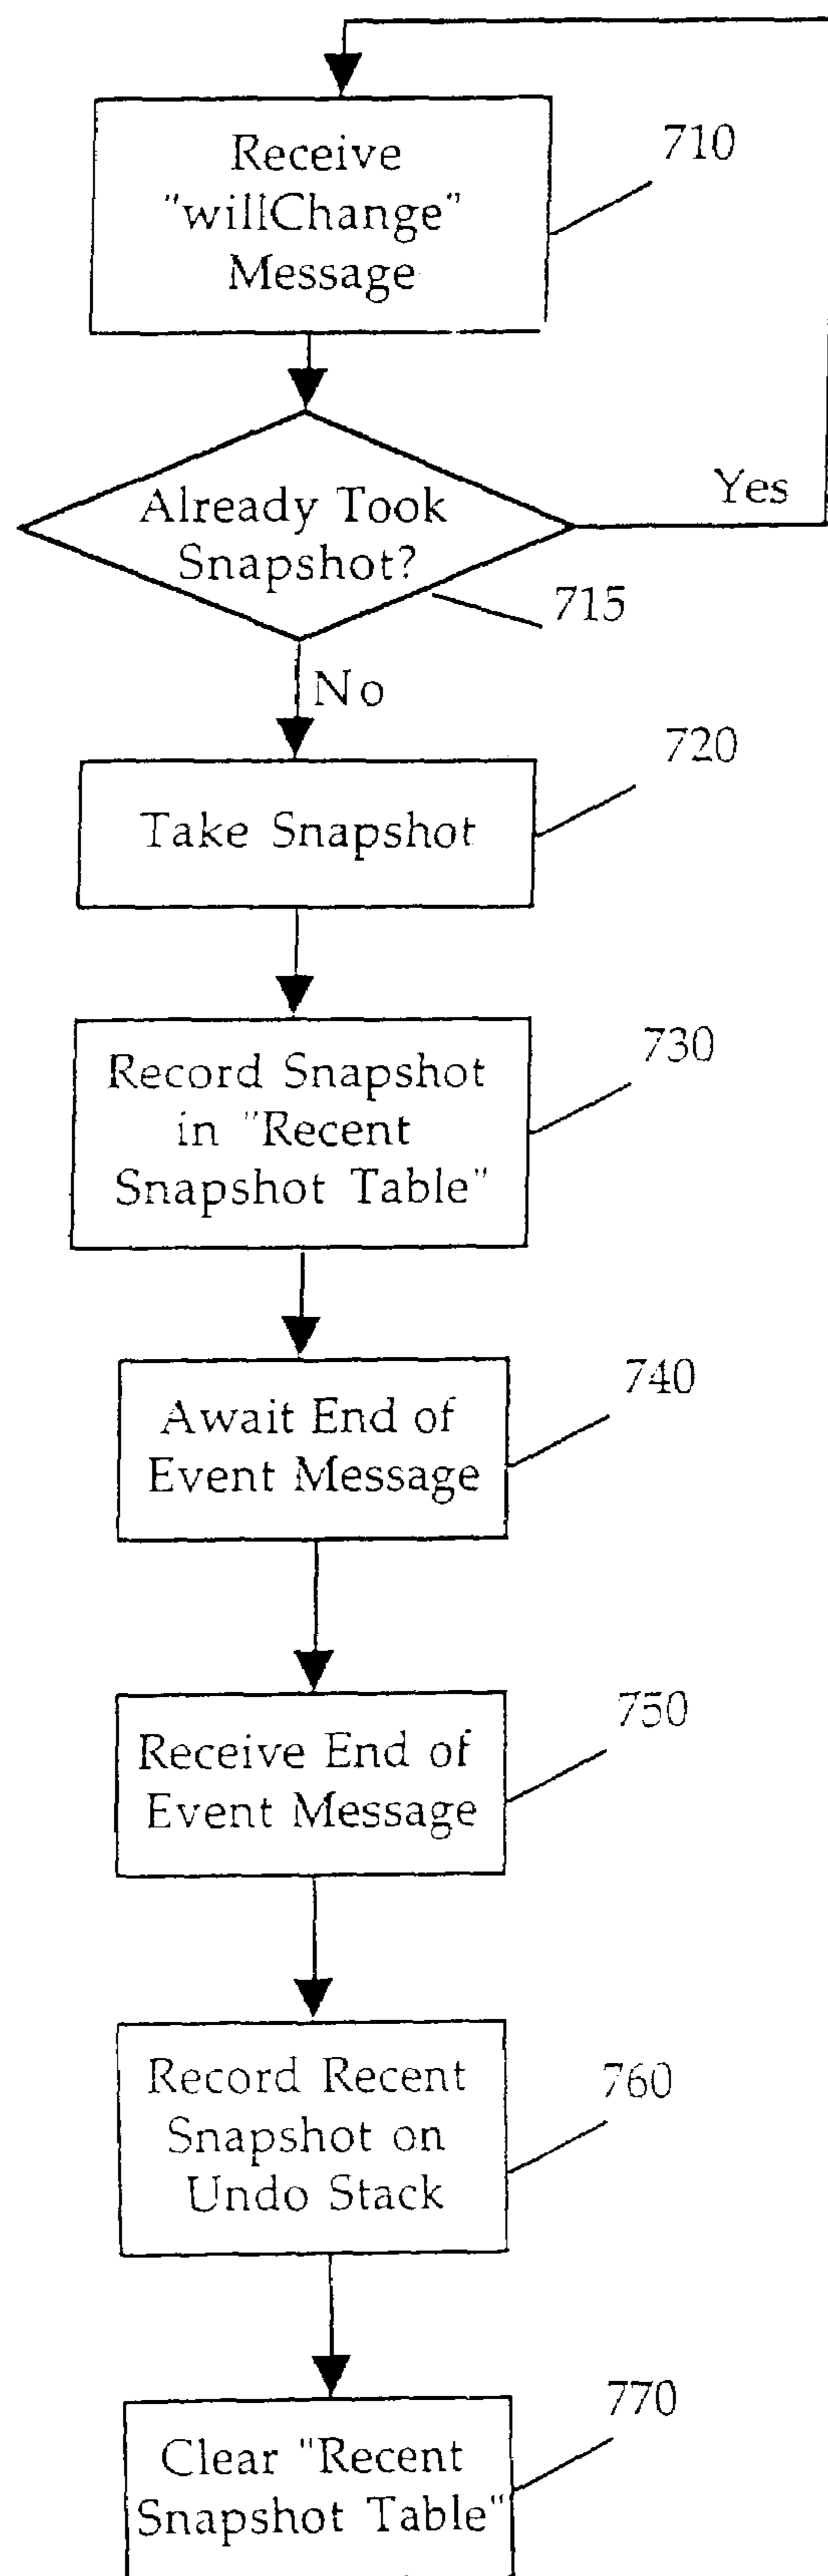 Receive
"willChange"
Message
710
Already Took
Snapshot?
Yes
715
No
720
Take Snapshot
730
Record Snapshot
in "Recent
Snapshot Table"
740
Await End of
Event Message
750
Receive End of
Event Message
760
Record Recent
Snapshot on
Undo Stack
770
Clear "Recent
Snapshot Table"